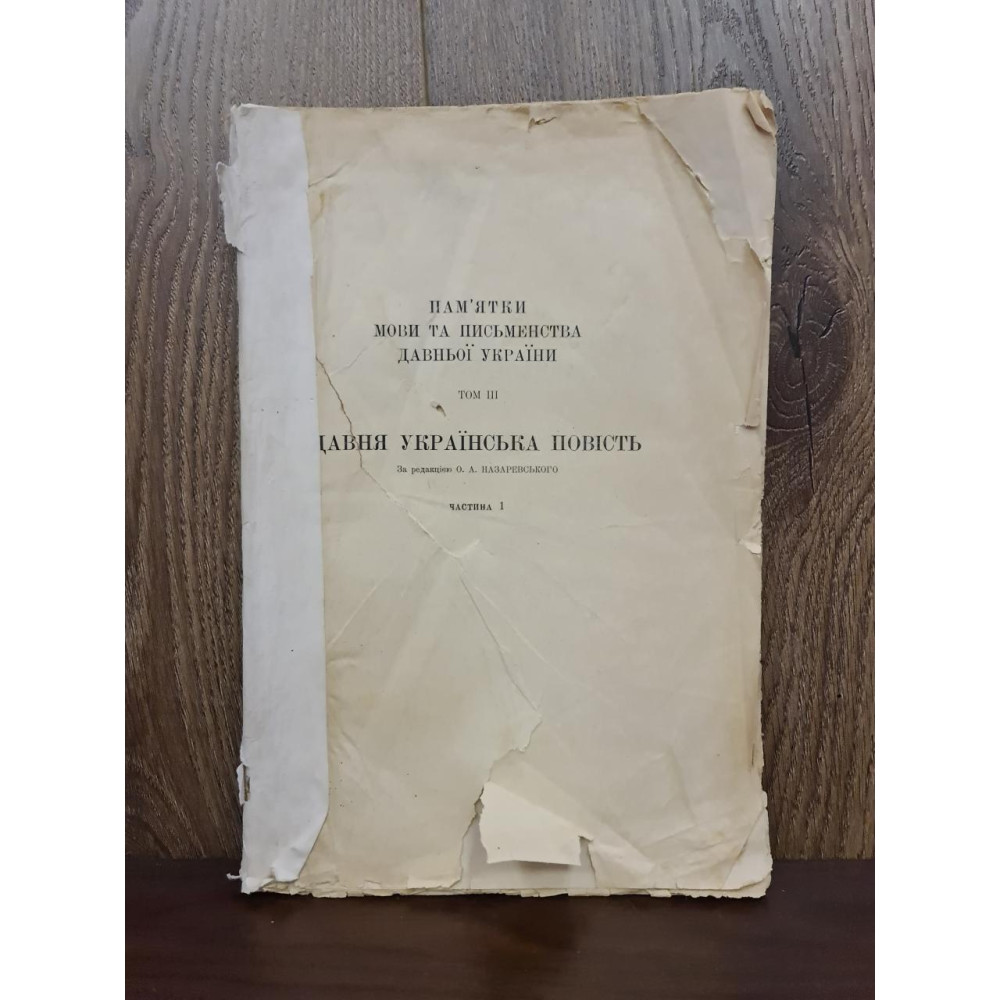 ПАМ'ЯТКИ
МОВИ ТА ПИСЬМЕНСТВА
ДАВНЬОЇ УКРАЇНИ
ТОМ III
ДАВНЯ УКРАЇНСЬКА ПОВІСТЬ
За редакцією О. А. НАЗАРЕВСЬКОГО
ЧАСТИНА 1